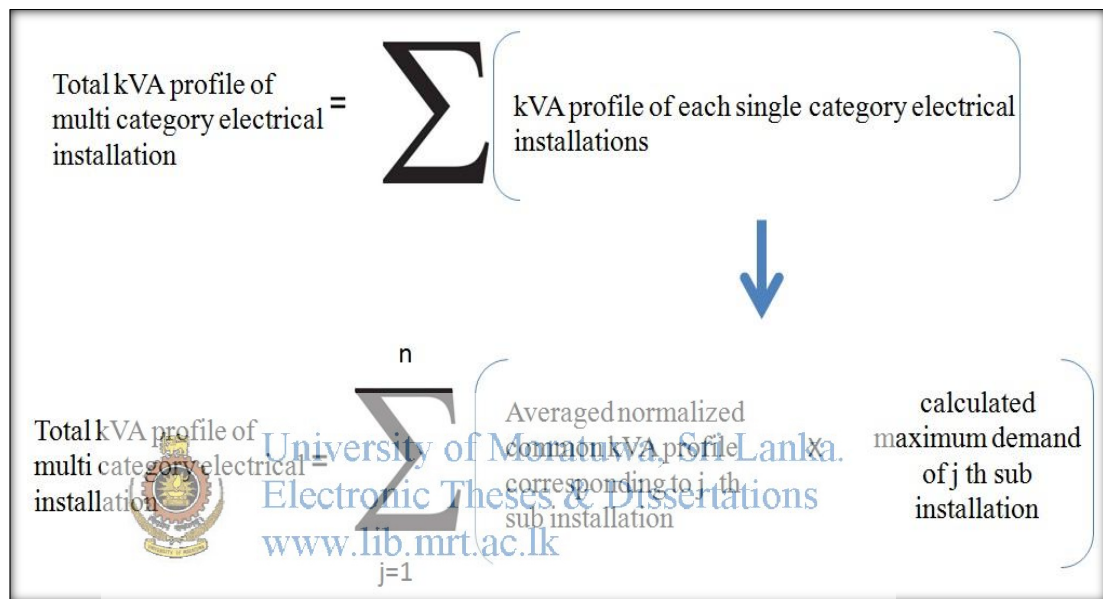 Total kVA profile of
multi category electrical
installation
=
∑
kVA profile of each single category electrical
installations
n
Total kVA profile of
multi category electrical
installation
=
∑
j=1
Averaged normalized
common kVA profile
corresponding to j th
sub installation
x
calculated
maximum demand
of j th sub
installation
University of Moratuwa, Sri Lanka.
Electronic Theses & Dissertations
www.lib.mrt.ac.lk